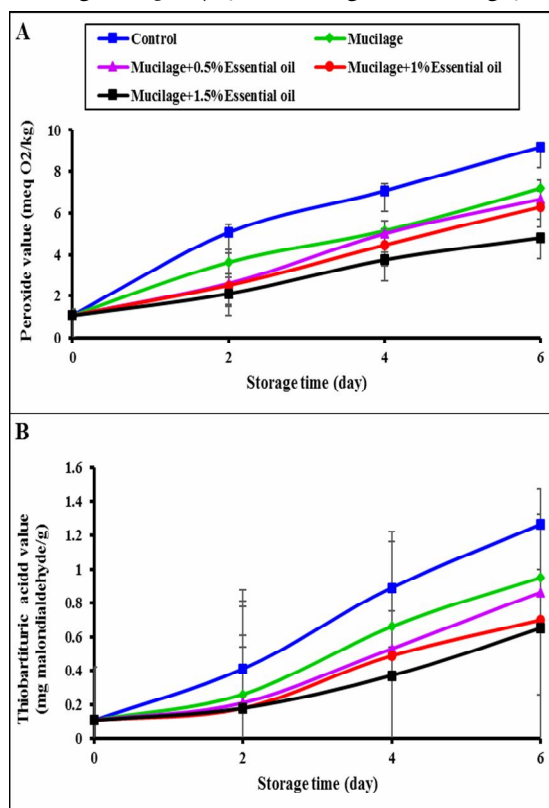 A
Control
Mucilage
Mucilage+0.5%Essential oil
Mucilage+1%Essential oil
Mucilage+1.5%Essential oil
Peroxide value (meq O2/kg)
10
8
6
4
2
0
0 2 4 6
Storage time (day)
B
Thiobartituric acidd value
(mg malondialdehyde/g)
1.6
1.4
1.2
1
0.8
0.6
0.4
0.2
0
0 2 4 6
Storage time (day)